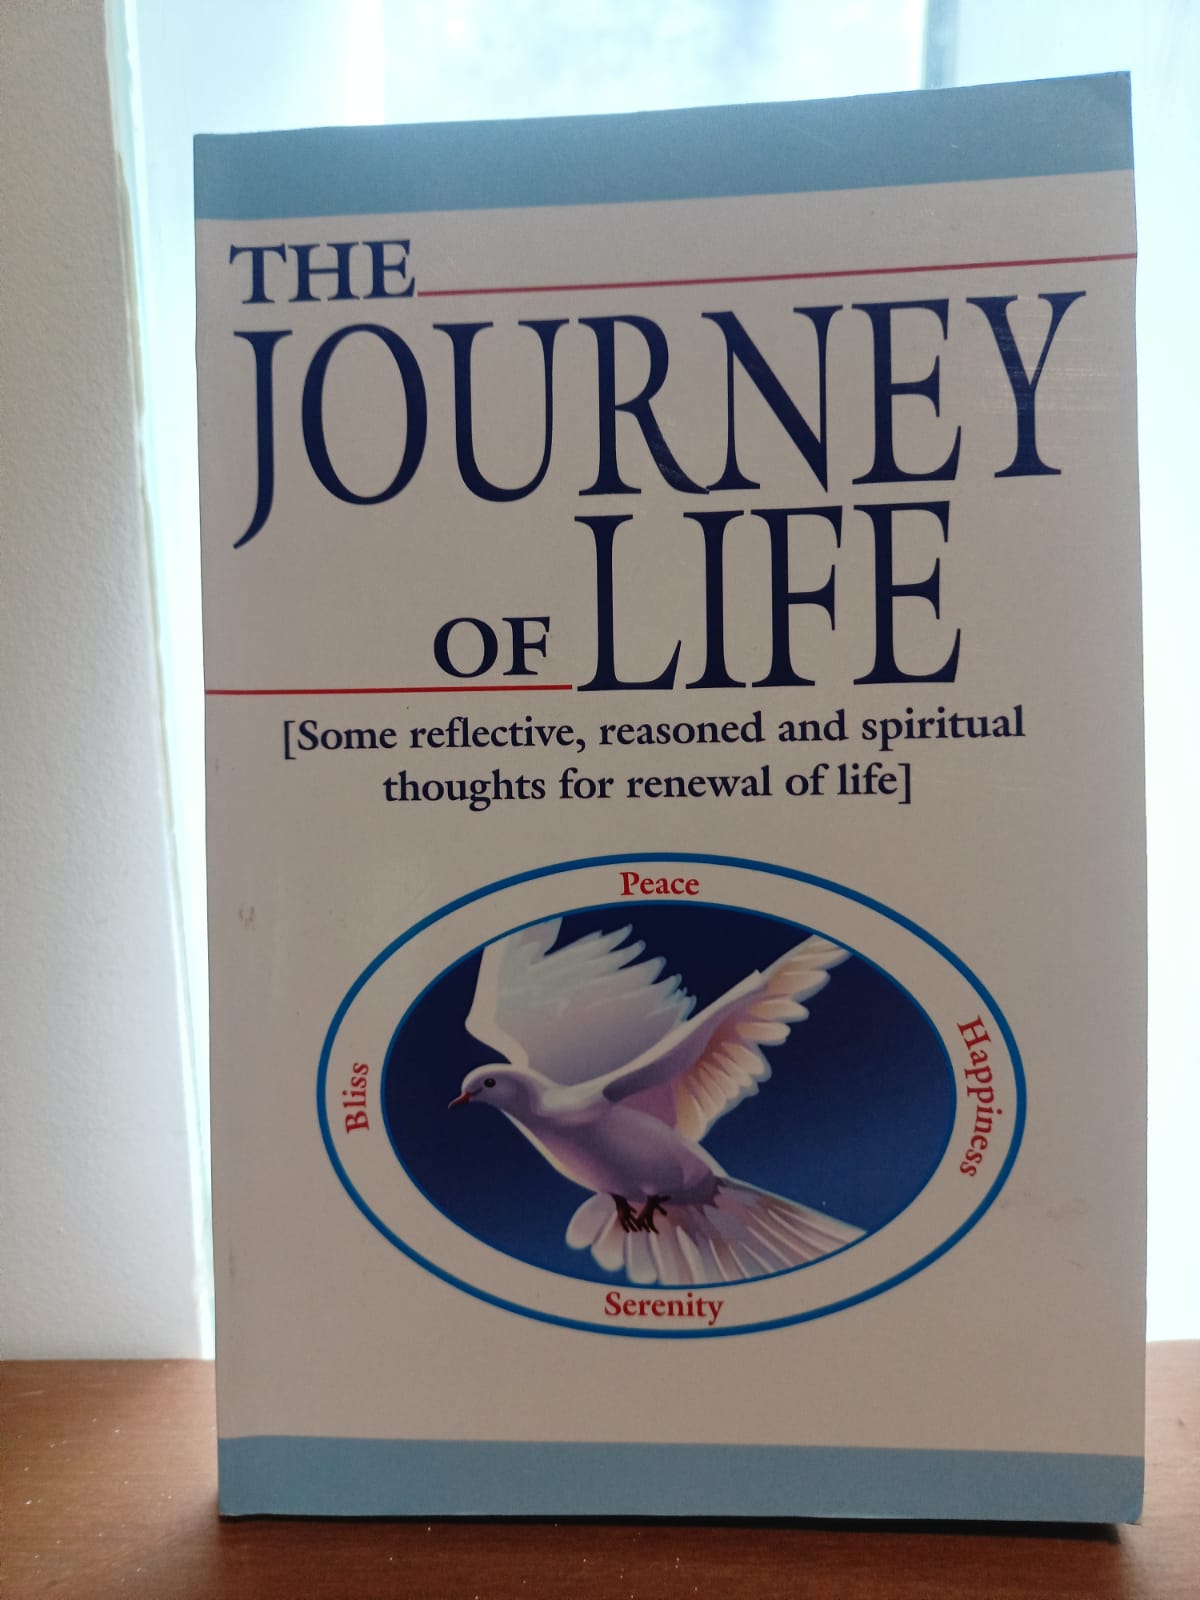 THE
JOURNEY
OF LIFE
[Some reflective, reasoned and spiritual
thoughts for renewal of life]
Peace
Bliss
Happiness
Serenity